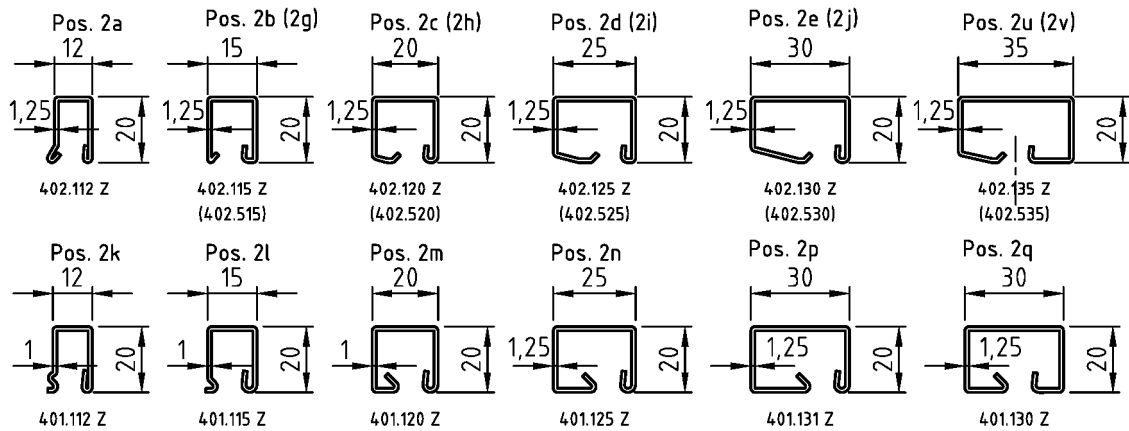 Pos. 2a
12
1,25
20
402.112 Z
Pos. 2b (2g)
15
1,25
20
402.115 Z
(402.515)
Pos. 2c (2h)
20
1,25
20
402.120 Z
(402.520)
Pos. 2d (2i)
25
1,25
20
402.125 Z
(402.525)
Pos. 2e (2j)
30
1,25
20
402.130 Z
(402.530)
Pos. 2u (2v)
35
1,25
20
402.135 Z
(402.535)
Pos. 2k
12
1
20
401.112 Z
Pos. 2l
15
1
20
401.115 Z
Pos. 2m
20
1
20
401.120 Z
Pos. 2n
25
1,25
20
401.125 Z
Pos. 2p
30
1,25
20
401.131 Z
Pos. 2q
30
1,25
20
401.130 Z